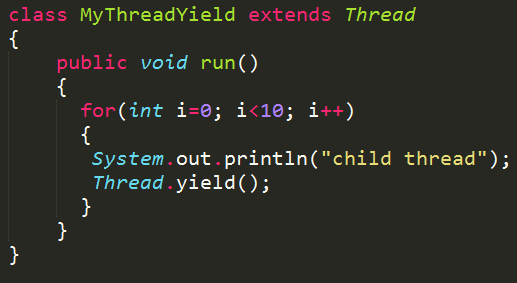 class MyThreadYield extends Thread
{
    public void run()
    {
      for(int i=0; i<10; i++)
      {
       System.out.println("child thread");
       Thread.yield();
      }
    }
}